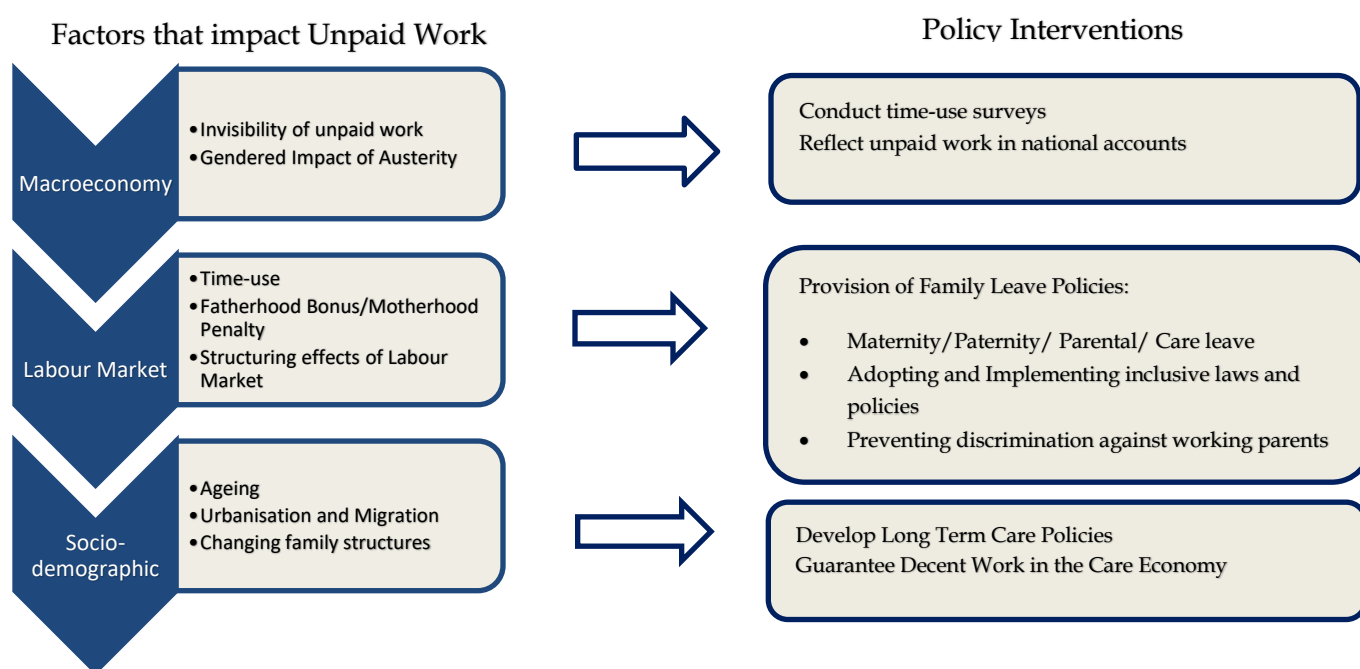 Factors that impact Unpaid Work
Policy Interventions
Macroeconomy
•Invisibility of unpaid work
•Gendered Impact of Austerity
Conduct time-use surveys
Reflect unpaid work in national accounts
Labour Market
•Time-use
•Fatherhood Bonus/Motherhood
Penalty
•Structuring effects of Labour
Market
Provision of Family Leave Policies:
• Maternity/Paternity/ Parental/ Care leave
• Adopting and Implementing inclusive laws and
policies
• Preventing discrimination against working parents
Socio-
demographic
•Ageing
•Urbanisation and Migration
•Changing family structures
Develop Long Term Care Policies
Guarantee Decent Work in the Care Economy